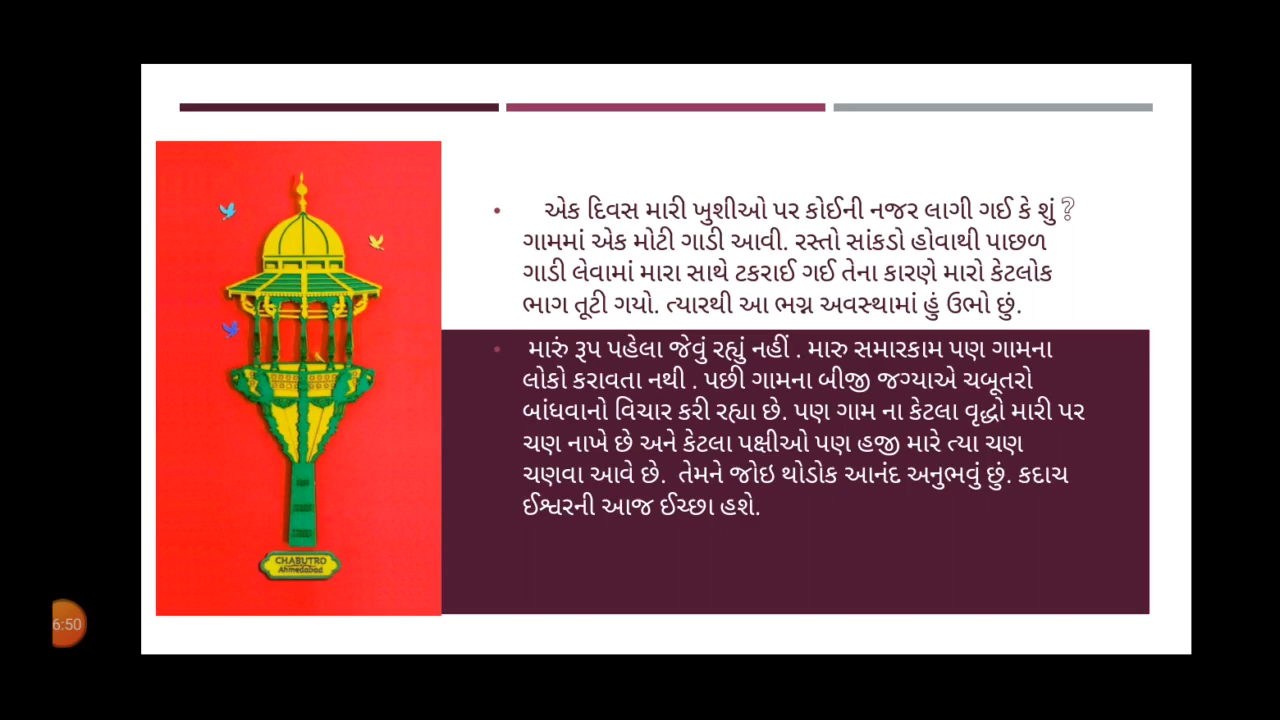 એક દિવસ મારી ખુશીઓ પર કોઈની નજર લાગી ગઈ કે શું ?
ગામમાં એક મોટી ગાડી આવી. રસ્તો સાંકડો હોવાથી પાછળ
ગાડી લેવામાં મારા સાથે ટકરાઈ ગઈ તેના કારણે મારો કેટલોક
ભાગ તૂટી ગયો. ત્યારથી આ ભગ્ન અવસ્થામાં હું ઉભો છું.
મારું રૂપ પહેલા જેવું રહ્યું નહીં . મારુ સમારકામ પણ ગામના
લોકો કરાવતા નથી . પછી ગામના બીજી જગ્યાએ ચબૂતરો
બાંધવાનો વિચાર કરી રહ્યા છે. પણ ગામ ના કેટલા વૃદ્ધો મારી પર
ચણ નાખે છે અને કેટલા પક્ષીઓ પણ હજી મારે ત્યા ચણ
ચણવા આવે છે. તેમને જોઇ થોડોક આનંદ અનુભવું છું. કદાચ
ઈશ્વરની આજ ઈચ્છા હશે.
CHABUTRO
Ahmedabad
6:50